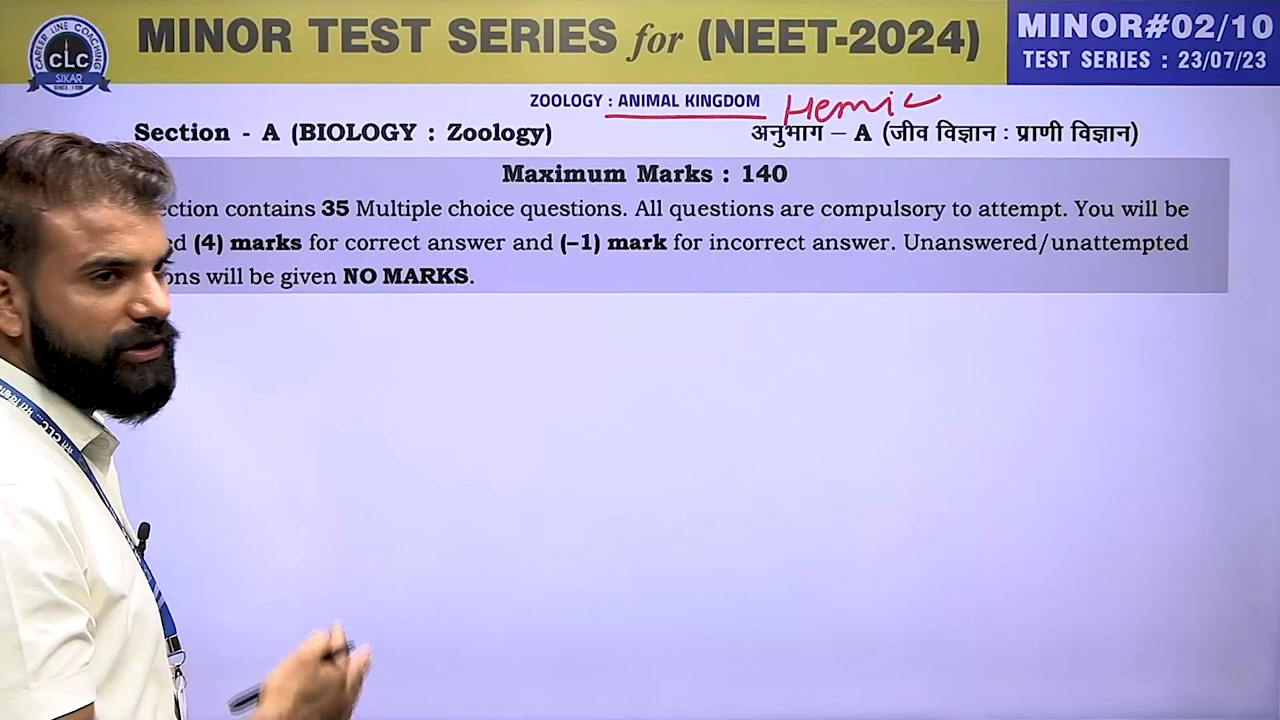 MINOR TEST SERIES for (NEET-2024)
MINOR#02/10
TEST SERIES : 23/07/23
CAREER LINE COACHING
CLC
SIKAR
ZOOLOGY : ANIMAL KINGDOM Hemi
Section - A (BIOLOGY : Zoology)
अनुभाग – A (जीव विज्ञान : प्राणी विज्ञान)
Maximum Marks : 140
ection contains 35 Multiple choice questions. All questions are compulsory to attempt. You will be
d (4) marks for correct answer and (–1) mark for incorrect answer. Unanswered/unattempted
ons will be given NO MARKS.